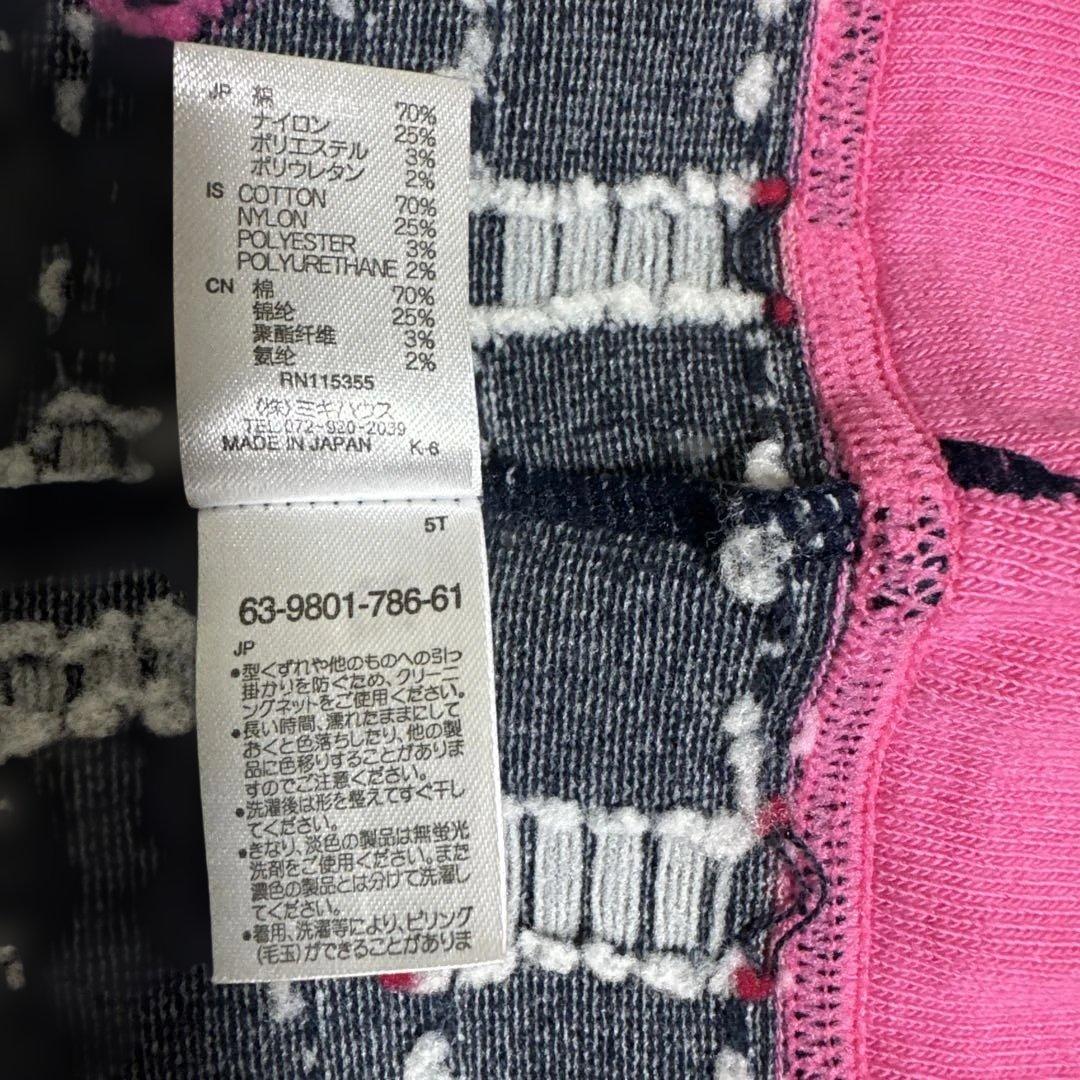 JP 綿 70%
ナイロン 25%
ポリエステル 3%
ポリウレタン 2%
IS COTTON 70%
NYLON 25%
POLYESTER 3%
POLYURETHANE 2%
CN 棉 70%
锦纶 25%
聚酯纤维 3%
氨纶 2%
RN115355
(株)ミキハウス
TEL 072-920-2039
MADE IN JAPAN K-6
5T
63-9801-786-61
JP
●型くずれや他のものへの引っ
掛かりを防ぐため、クリーニ
ングネットをご使用ください。
●長い時間、濡れたままにして
おくと色落ちしたり、他の製
品に色移りすることがありま
すのでご注意ください。
●洗濯後は形を整えてすぐ干し
てください。
●きなり、淡色の製品は無蛍光
洗剤をご使用ください。また
濃色の製品とは分けて洗濯し
てください。
●着用、洗濯等により、ピリング
(毛玉)ができることがありま